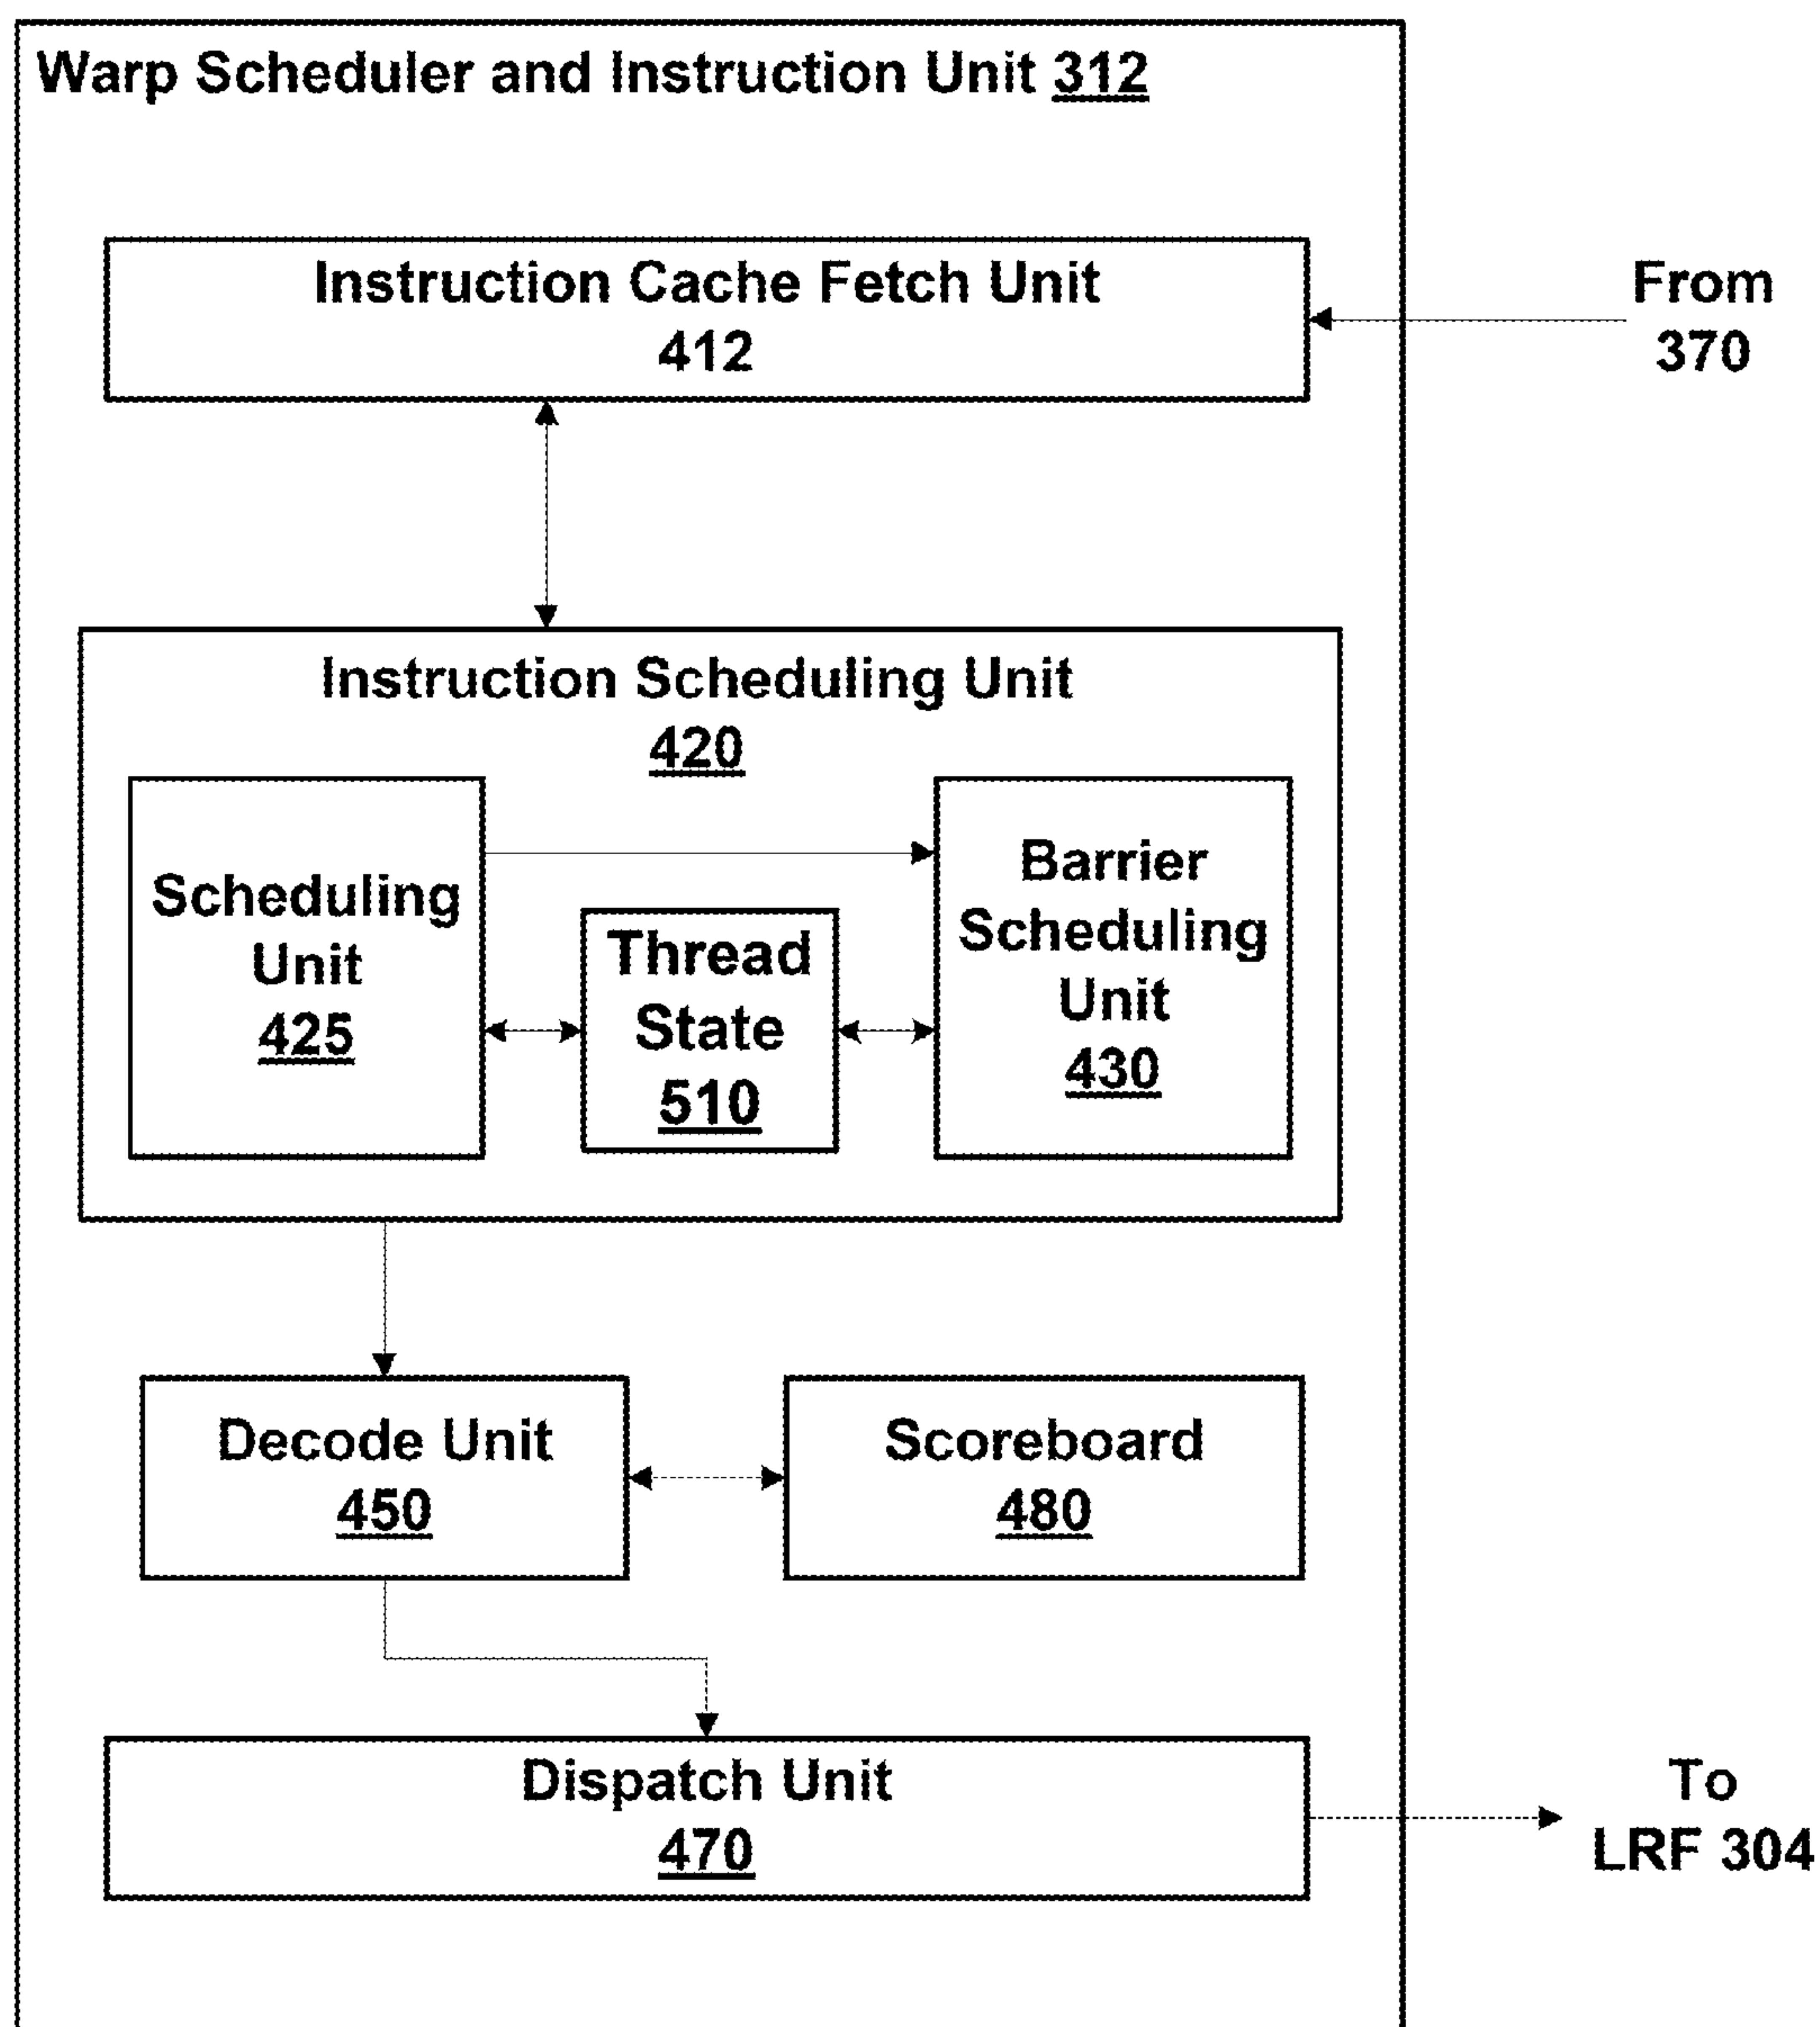 Warp Scheduler and Instruction Unit 312
Instruction Cache Fetch Unit
412
From
370
Instruction Scheduling Unit
420
Scheduling
Unit
425
Thread
State
510
Barrier
Scheduling
Unit
430
Decode Unit
450
Scoreboard
480
Dispatch Unit
470
To
LRF 304